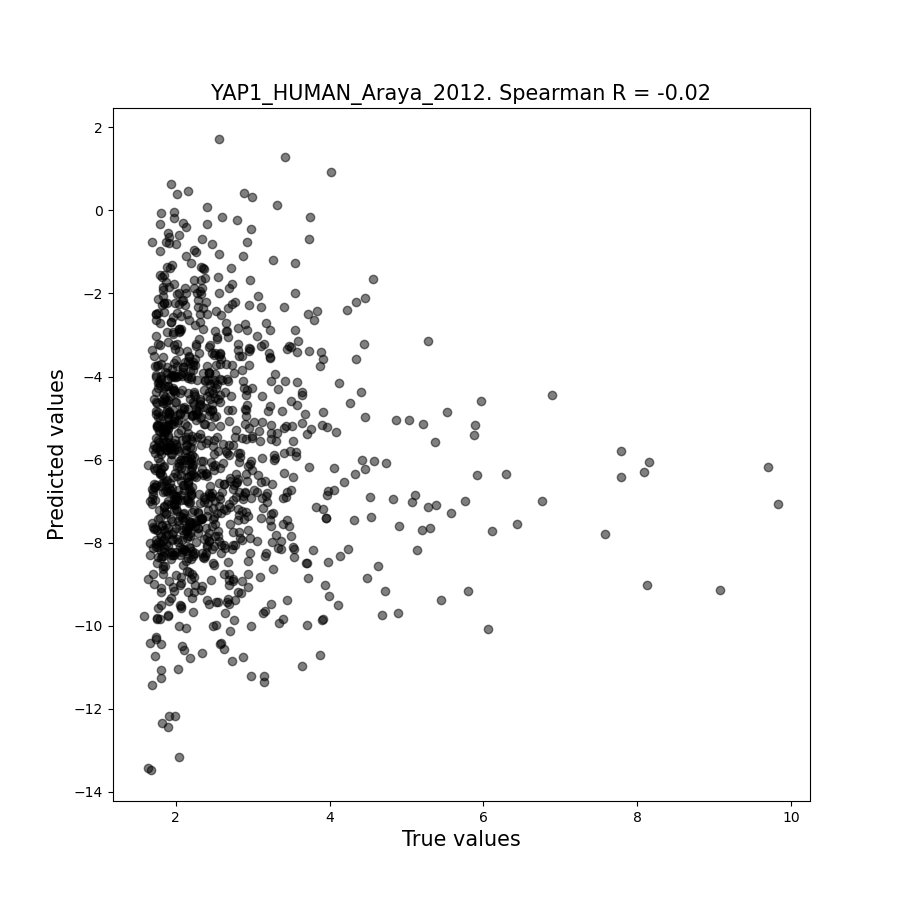 YAP1_HUMAN_Araya_2012. Spearman R = -0.02
2
0
−2
−4
−6
−8
−10
−12
−14
Predicted values
2 4 6 8 10
True values